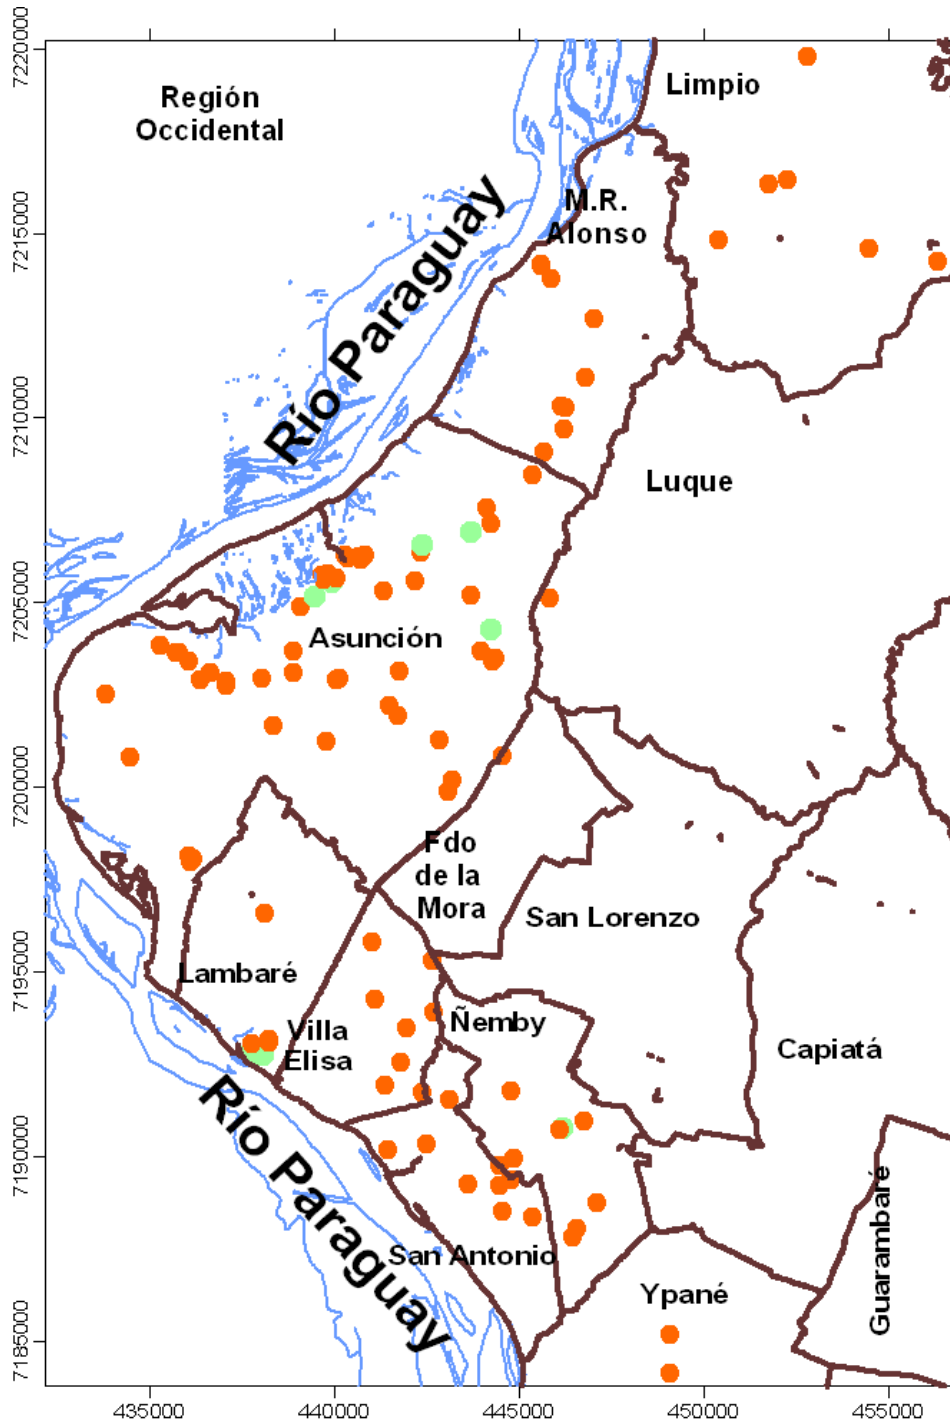 7220000
Limpio
Región
Occidental
M.R.
Alonso
7215000
Río Paraguay
7210000
Luque
7205000
Asunción
7200000
Fdo
de la
Mora
San Lorenzo
7195000
Lambaré
Villa
Elisa
Ñemby
Capiatá
Río Paraguay
7190000
Guarambaré
San Antonio
Ypané
7185000
435000
440000
445000
450000
455000